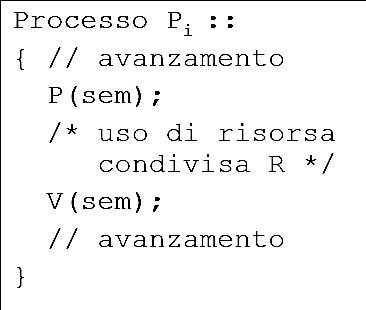 Processo Pi ::
{ // avanzamento
P(sem);
/* uso di risorsa
condivisa R */
V(sem);
// avanzamento
}